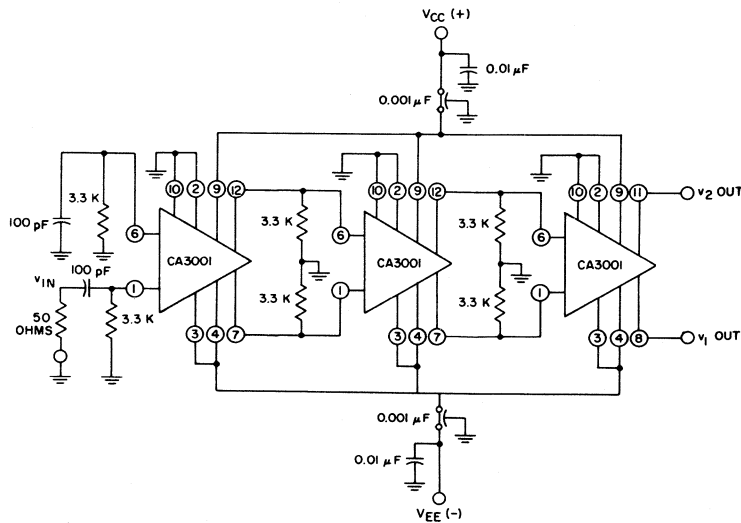 VCC (+)
0.01 µF
0.001 µF
10 2 9 12
10 2 9 12
10 2 9 11
v2 OUT
3.3 K
100 pF
6
3.3 K
6
3.3 K
6
CA3001
CA3001
CA3001
vIN
100 pF
1
3.3 K
1
3.3 K
1
50
OHMS
3.3 K
3 4 7
3 4 7
3 4 8
v1 OUT
0.001 µF
0.01 µF
VEE (-)